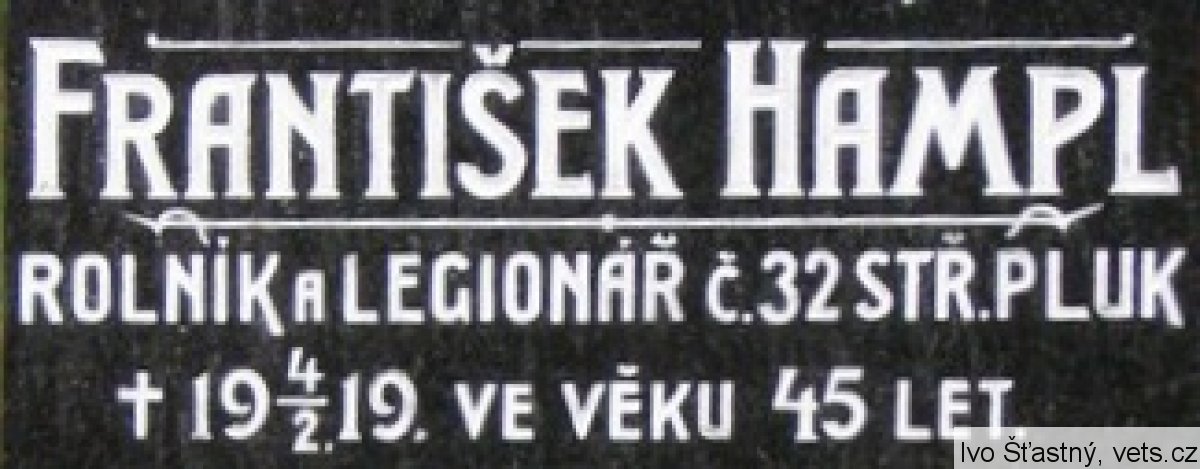 František Hampl
ROLNÍK A LEGIONÁŘ Č.32 STŘ.PLUK
† 19 4/2. 19. VE VĚKU 45 LET.
Ivo Šťastný, vets.cz